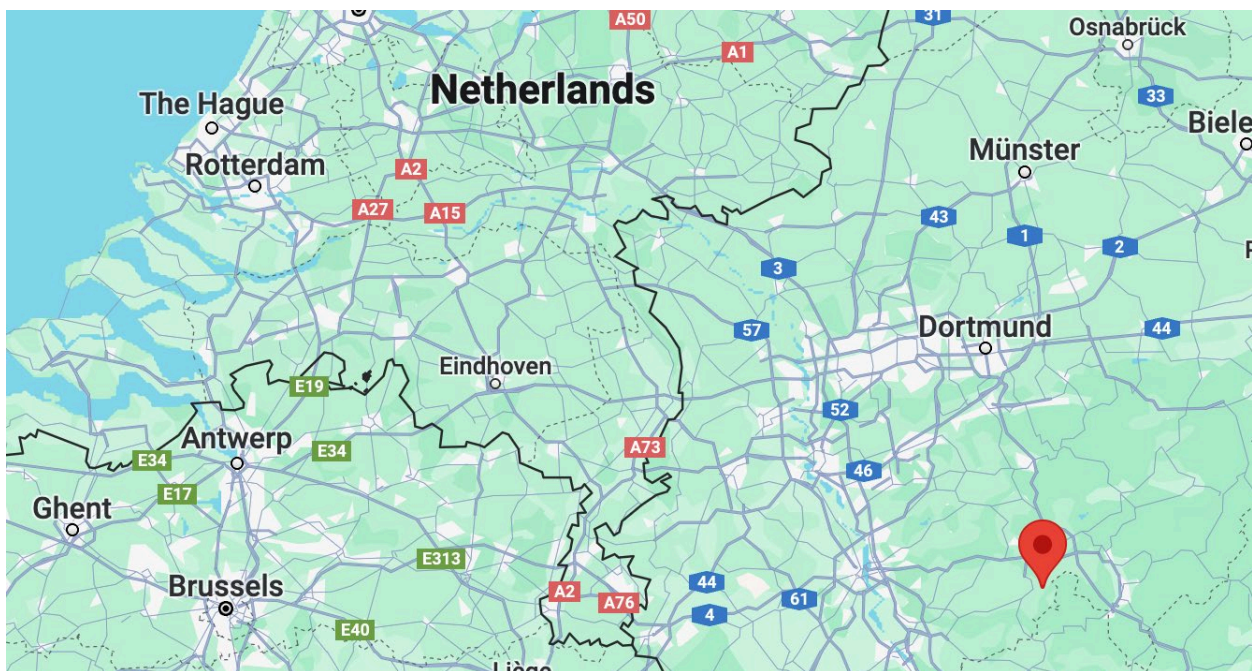 A50
31
Osnabrück
A1
Netherlands
33
The Hague
Biele
Münster
Rotterdam
A2
A27
A15
43
1
2
3
57
Dortmund
44
Eindhoven
E19
52
Antwerp
E34
A73
E34
46
E17
Ghent
E313
Brussels
A2
A76
44
61
4
E40
Liège